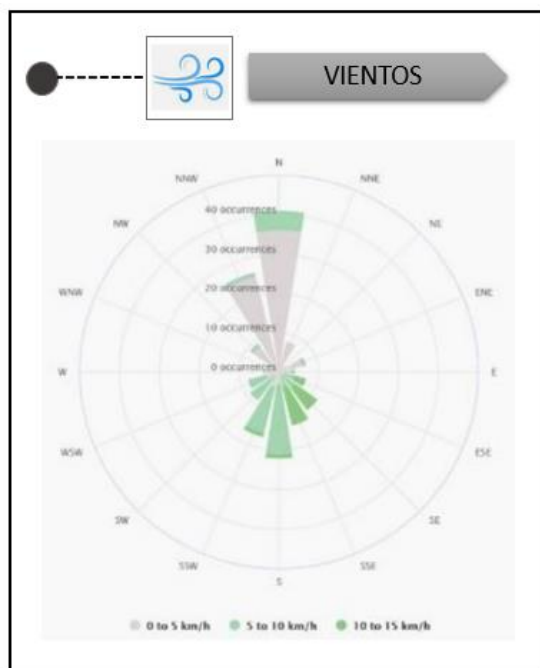 VIENTOS
N
NNW NNE
40 occurrences
NW NE
30 occurrences
20 occurrences
WNW ENE
10 occurrences
0 occurrences
W E
WSW ESE
SW SE
SSW SSE
S
0 to 5 km/h 5 to 10 km/h 10 to 15 km/h